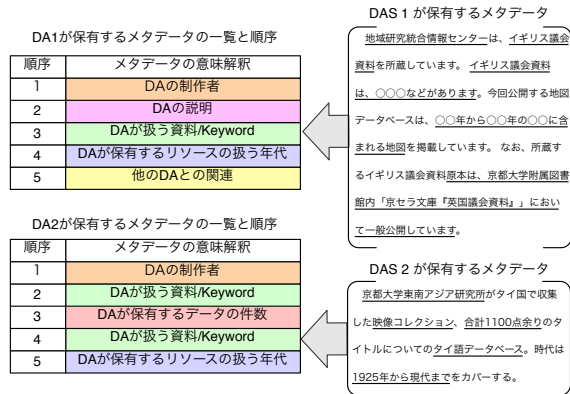 DA1が保有するメタデータの一覧と順序
順序 メタデータの意味解釈
1 DAの制作者
2 DAの説明
3 DAが扱う資料/Keyword
4 DAが保有するリソースの扱う年代
5 他のDAとの関連
DAS 1 が保有するメタデータ
地域研究統合情報センターは、イギリス議会
資料を所蔵しています。 イギリス議会資料
は、○○○などがあります。今回公開する地図
データベースは、○○年から○○年の○○に含
まれる地図を掲載しています。 なお、所蔵す
るイギリス議会資料原本は、京都大学附属図書
館内「京セラ文庫『英国議会資料』」におい
て一般公開しています。
DA2が保有するメタデータの一覧と順序
順序 メタデータの意味解釈
1 DAの制作者
2 DAが扱う資料/Keyword
3 DAが保有するデータの件数
4 DAが扱う資料/Keyword
5 DAが保有するリソースの扱う年代
DAS 2 が保有するメタデータ
京都大学東南アジア研究所がタイ国で収集
した映像コレクション、合計1100点余りのタ
イトルについてのタイ語データベース。時代は
1925年から現代までをカバーする。